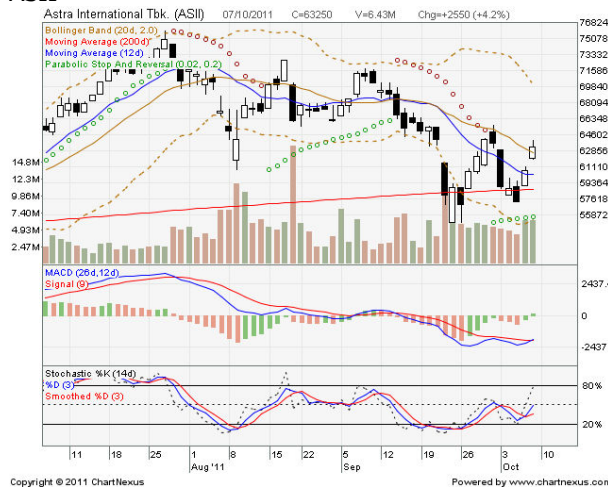 ASII
Astra International Tbk. (ASII) 07/10/2011 C=63250 V=6.43M Chg=+2550 (+4.2%)
Bollinger Band (20d, 2.0)
Moving Average (200d)
Moving Average (12d)
Parabolic Stop And Reversal (0.02, 0.2)
76824
75078
73332
71586
69840
68094
66348
64602
62856
61110
59364
57618
55872
14.8M
12.3M
9.86M
7.40M
4.93M
2.47M
MACD (26d,12d)
Signal (9)
2437.
0
-2437
Stochastic %K (14d)
%D (3)
Smoothed %D (3)
80%
20%
11 18 25 1 8 15 22 5 12 19 26 3 10
Aug '11 Sep Oct
Copyright © 2011 ChartNexus Powered by www.chartnexus.com